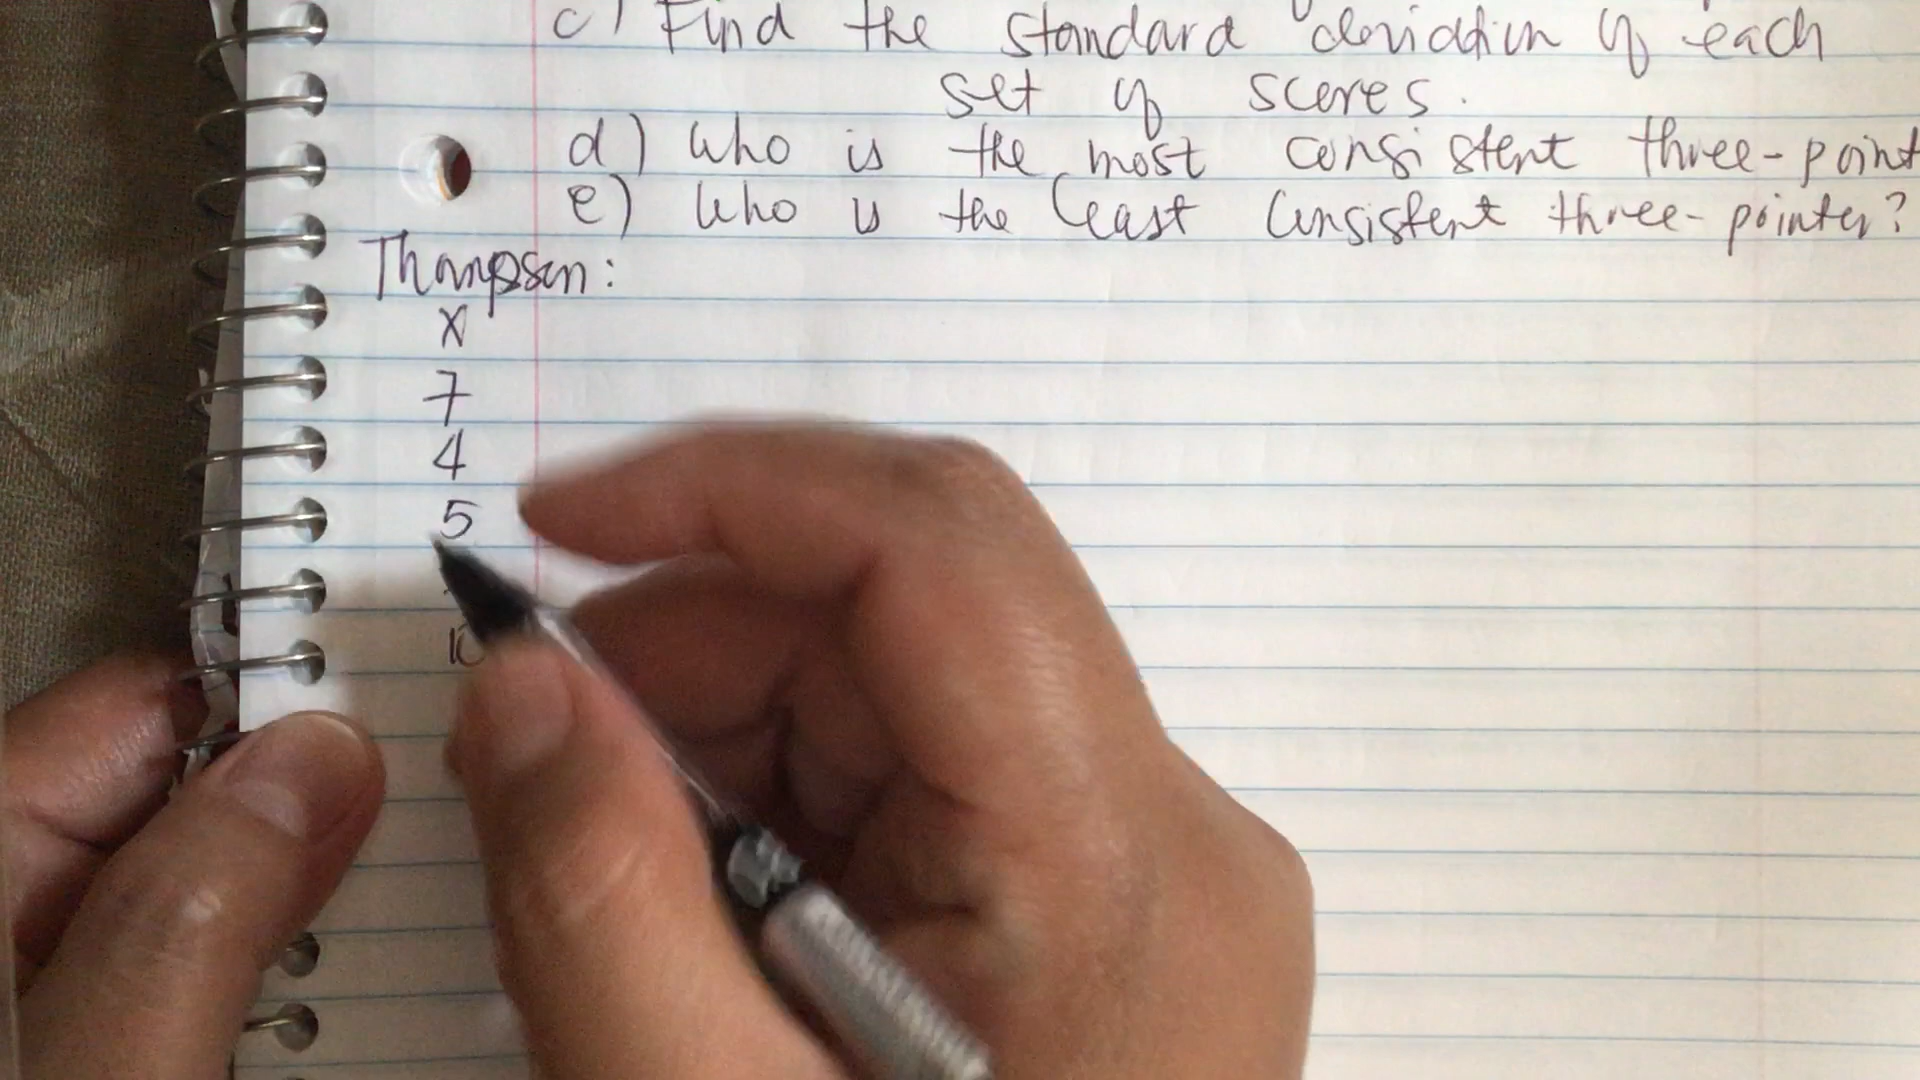 c) Find the standard deviation of each
set of scores.
d) Who is the most consistent three-point
e) Who is the least consistent three-pointer?
Thompson:
X
7
4
5
10